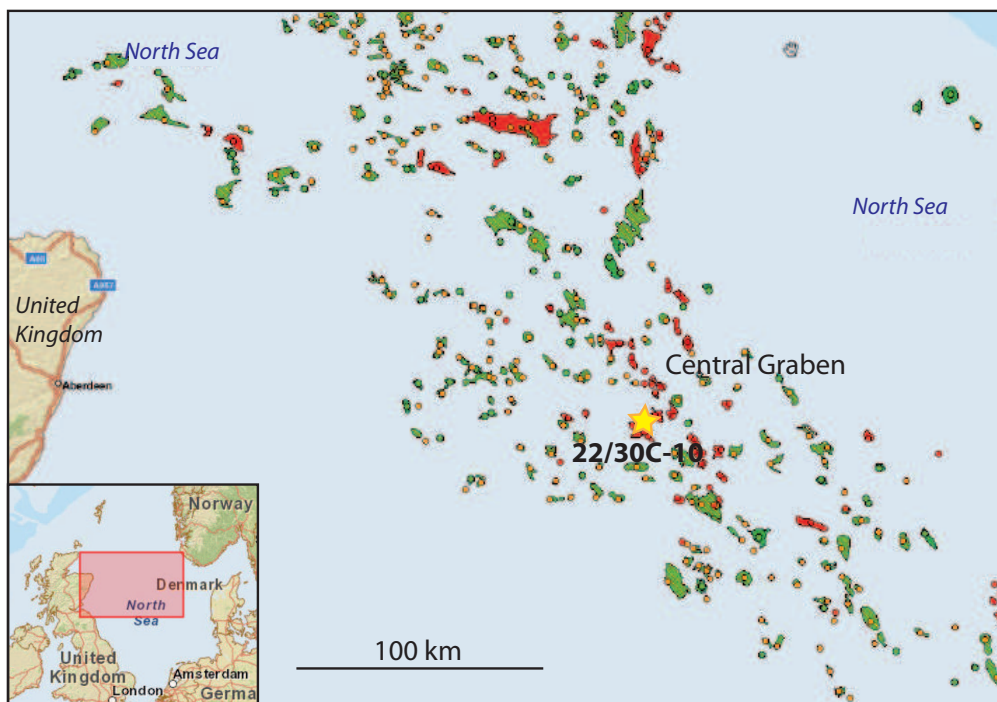 North Sea
North Sea
A90
United
Kingdom
Aberdeen
Central Graben
22/30C-10
Norway
Denmark
North
Sea
United
Kingdom
Amsterdam
London
Germa
100 km